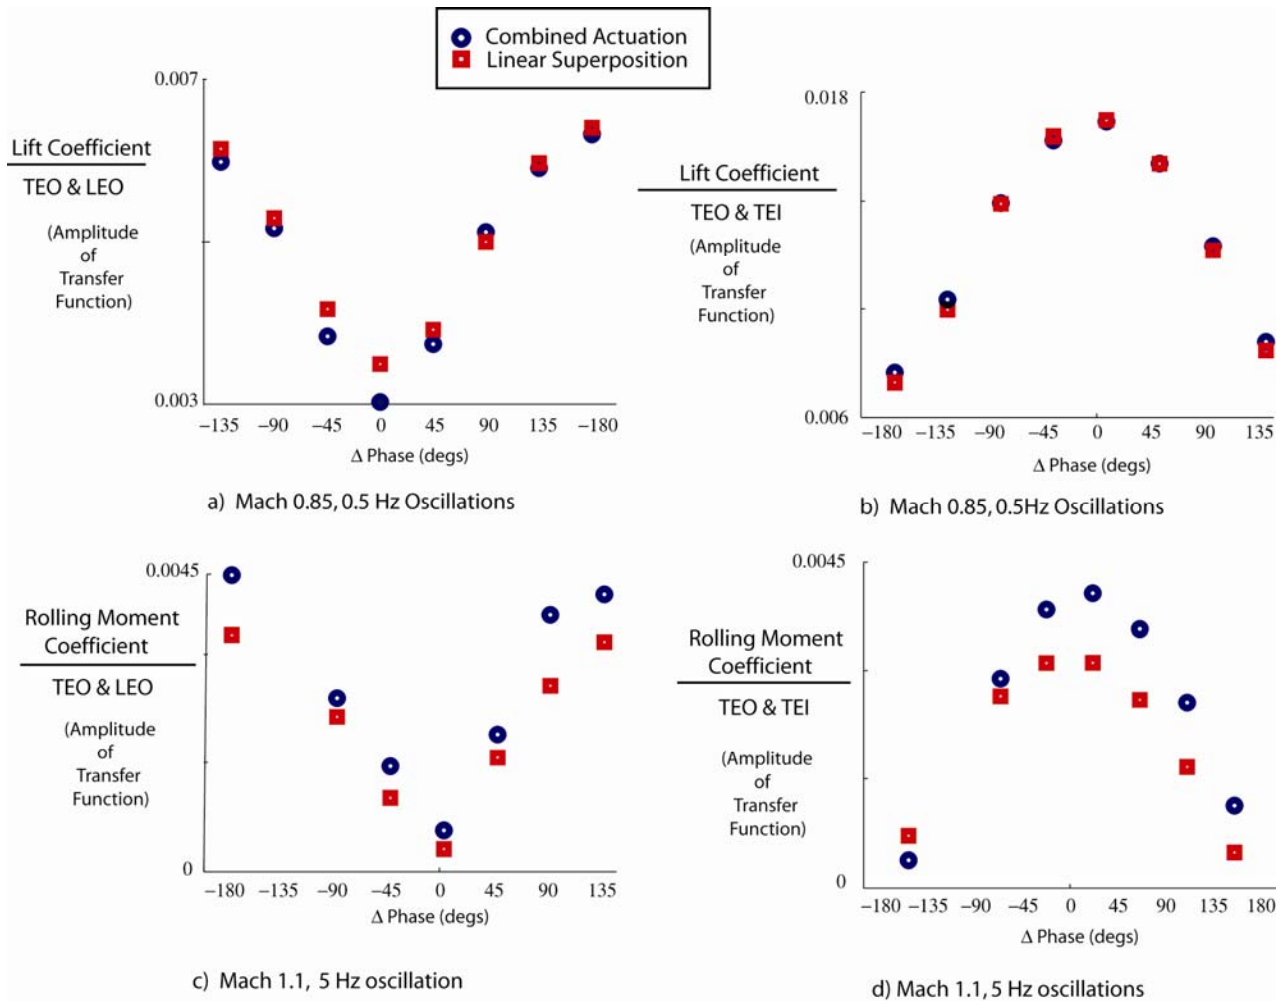 Combined Actuation
Linear Superposition
0.007
Lift Coefficient
TEO & LEO
(Amplitude
of
Transfer
Function)
0.003
−135 −90 −45 0 45 90 135 −180
Δ Phase (degs)
a) Mach 0.85, 0.5 Hz Oscillations
0.018
Lift Coefficient
TEO & TEI
(Amplitude
of
Transfer
Function)
0.006
−180 −135 −90 −45 0 45 90 135
Δ Phase (degs)
b) Mach 0.85, 0.5Hz Oscillations
0.0045
Rolling Moment
Coefficient
TEO & LEO
(Amplitude
of
Transfer
Function)
0
−180 −135 −90 −45 0 45 90 135
Δ Phase (degs)
c) Mach 1.1, 5 Hz oscillation
0.0045
Rolling Moment
Coefficient
TEO & TEI
(Amplitude
of
Transfer
Function)
0
−180 −135 −90 −45 0 45 90 135 180
Δ Phase (degs)
d) Mach 1.1, 5 Hz oscillations